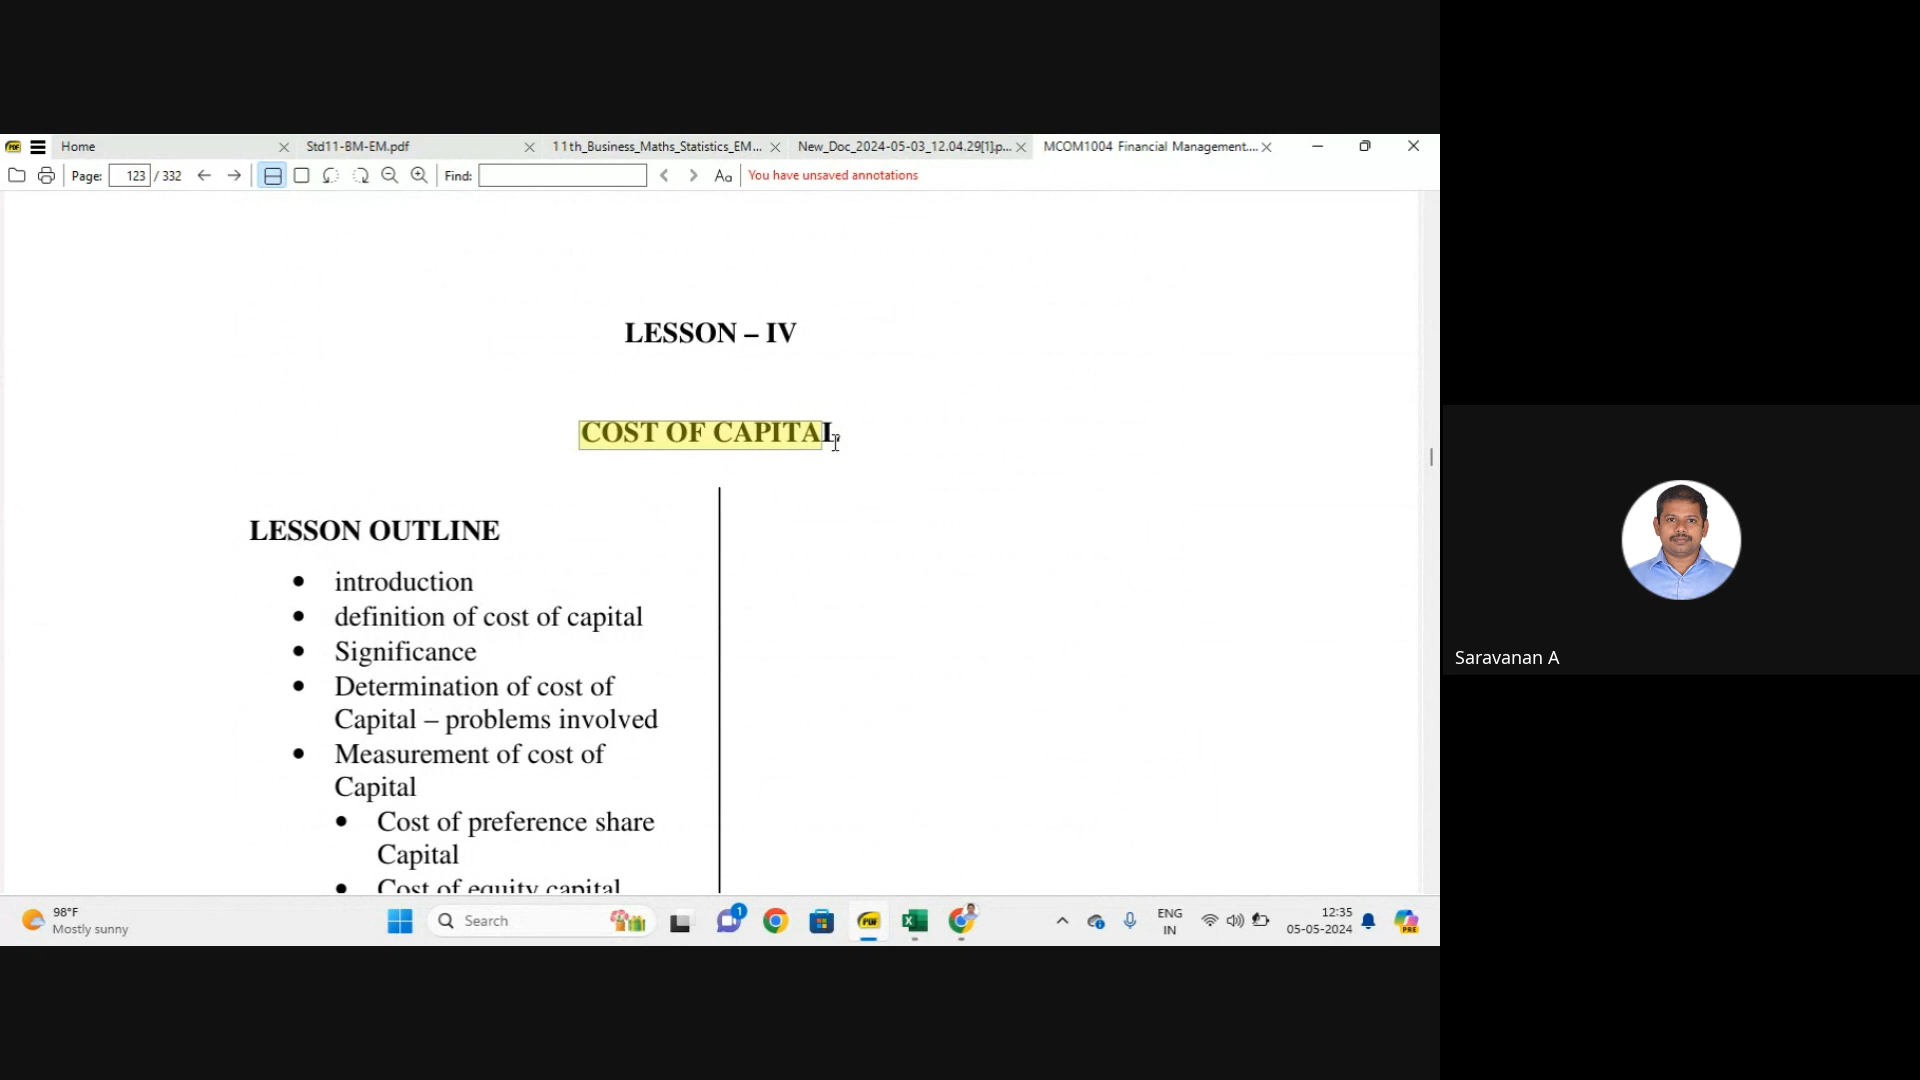 Home
Std11-BM-EM.pdf
11th_Business_Maths_Statistics_EM...
New_Doc_2024-05-03_12.04.29[1].p...
MCOM1004 Financial Management....
Page: 123 / 332
Find:
You have unsaved annotations
LESSON – IV
COST OF CAPITAL
LESSON OUTLINE
• introduction
• definition of cost of capital
• Significance
• Determination of cost of
Capital – problems involved
• Measurement of cost of
Capital
• Cost of preference share
Capital
• Cost of equity capital
Saravanan A
98°F
Mostly sunny
Search
1
PDF
ENG
IN
12:35
05-05-2024
PRE